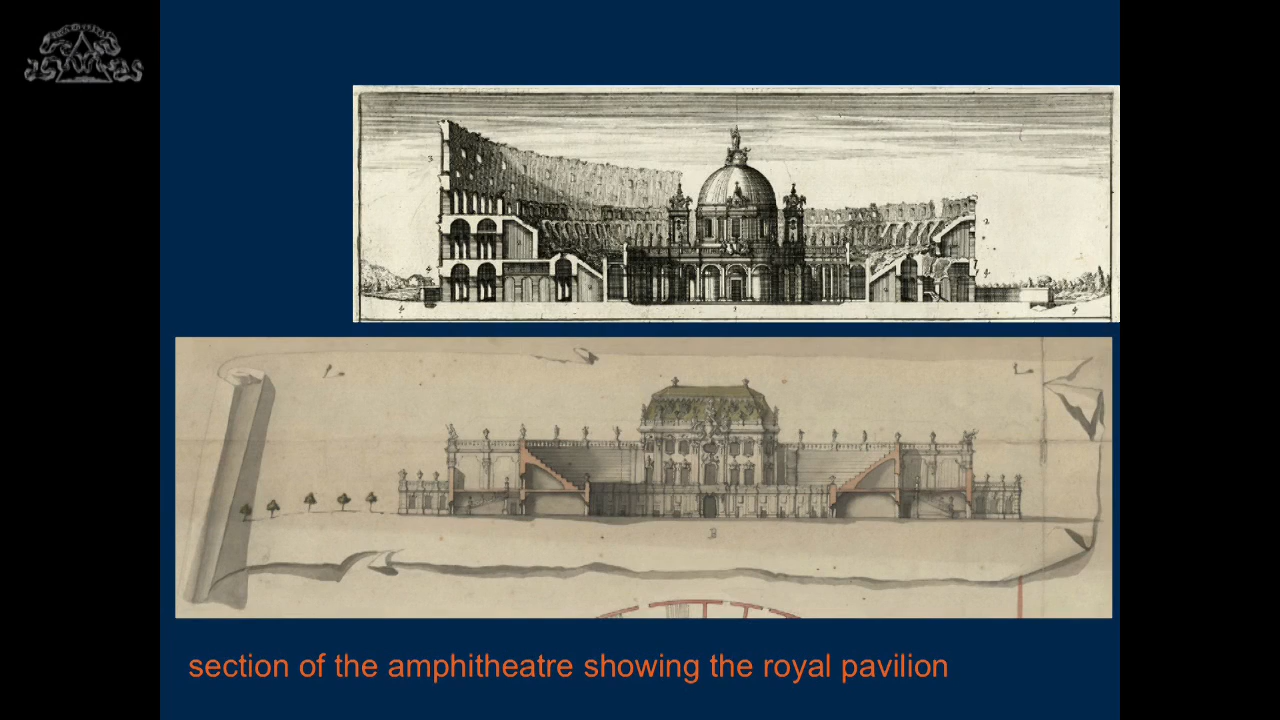 section of the amphitheatre showing the royal pavilion